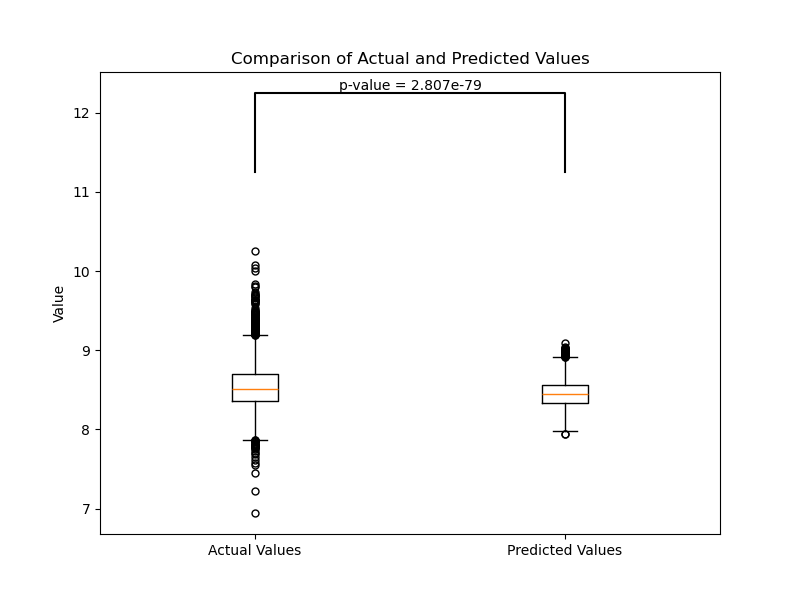 Comparison of Actual and Predicted Values
p-value = 2.807e-79
12
11
10
9
8
7
Value
Actual Values
Predicted Values